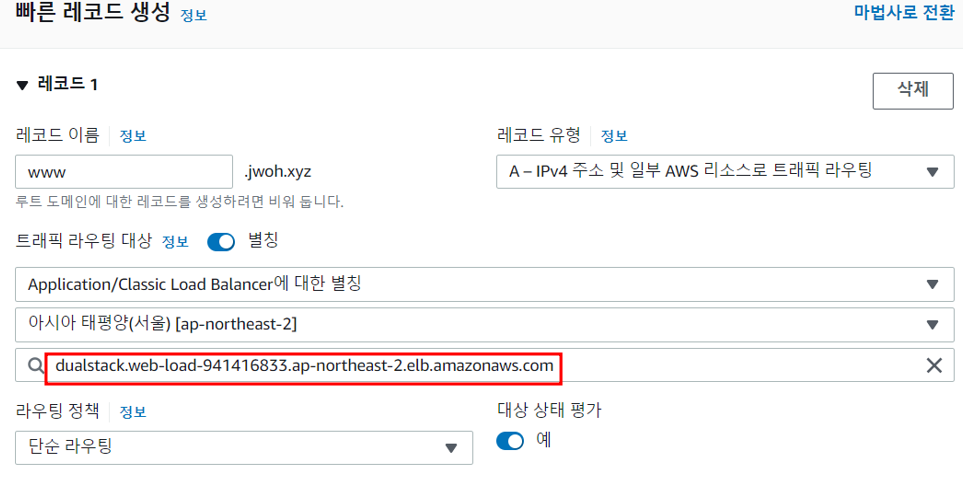 빠른 레코드 생성 정보 마법사로 전환
▼ 레코드 1 삭제
레코드 이름 정보 레코드 유형 정보
www .jwoh.xyz A – IPv4 주소 및 일부 AWS 리소스로 트래픽 라우팅
루트 도메인에 대한 레코드를 생성하려면 비워 둡니다.
트래픽 라우팅 대상 정보 별칭
Application/Classic Load Balancer에 대한 별칭
아시아 태평양(서울) [ap-northeast-2]
dualstack.web-load-941416833.ap-northeast-2.elb.amazonaws.com
라우팅 정책 정보 대상 상태 평가
단순 라우팅 예